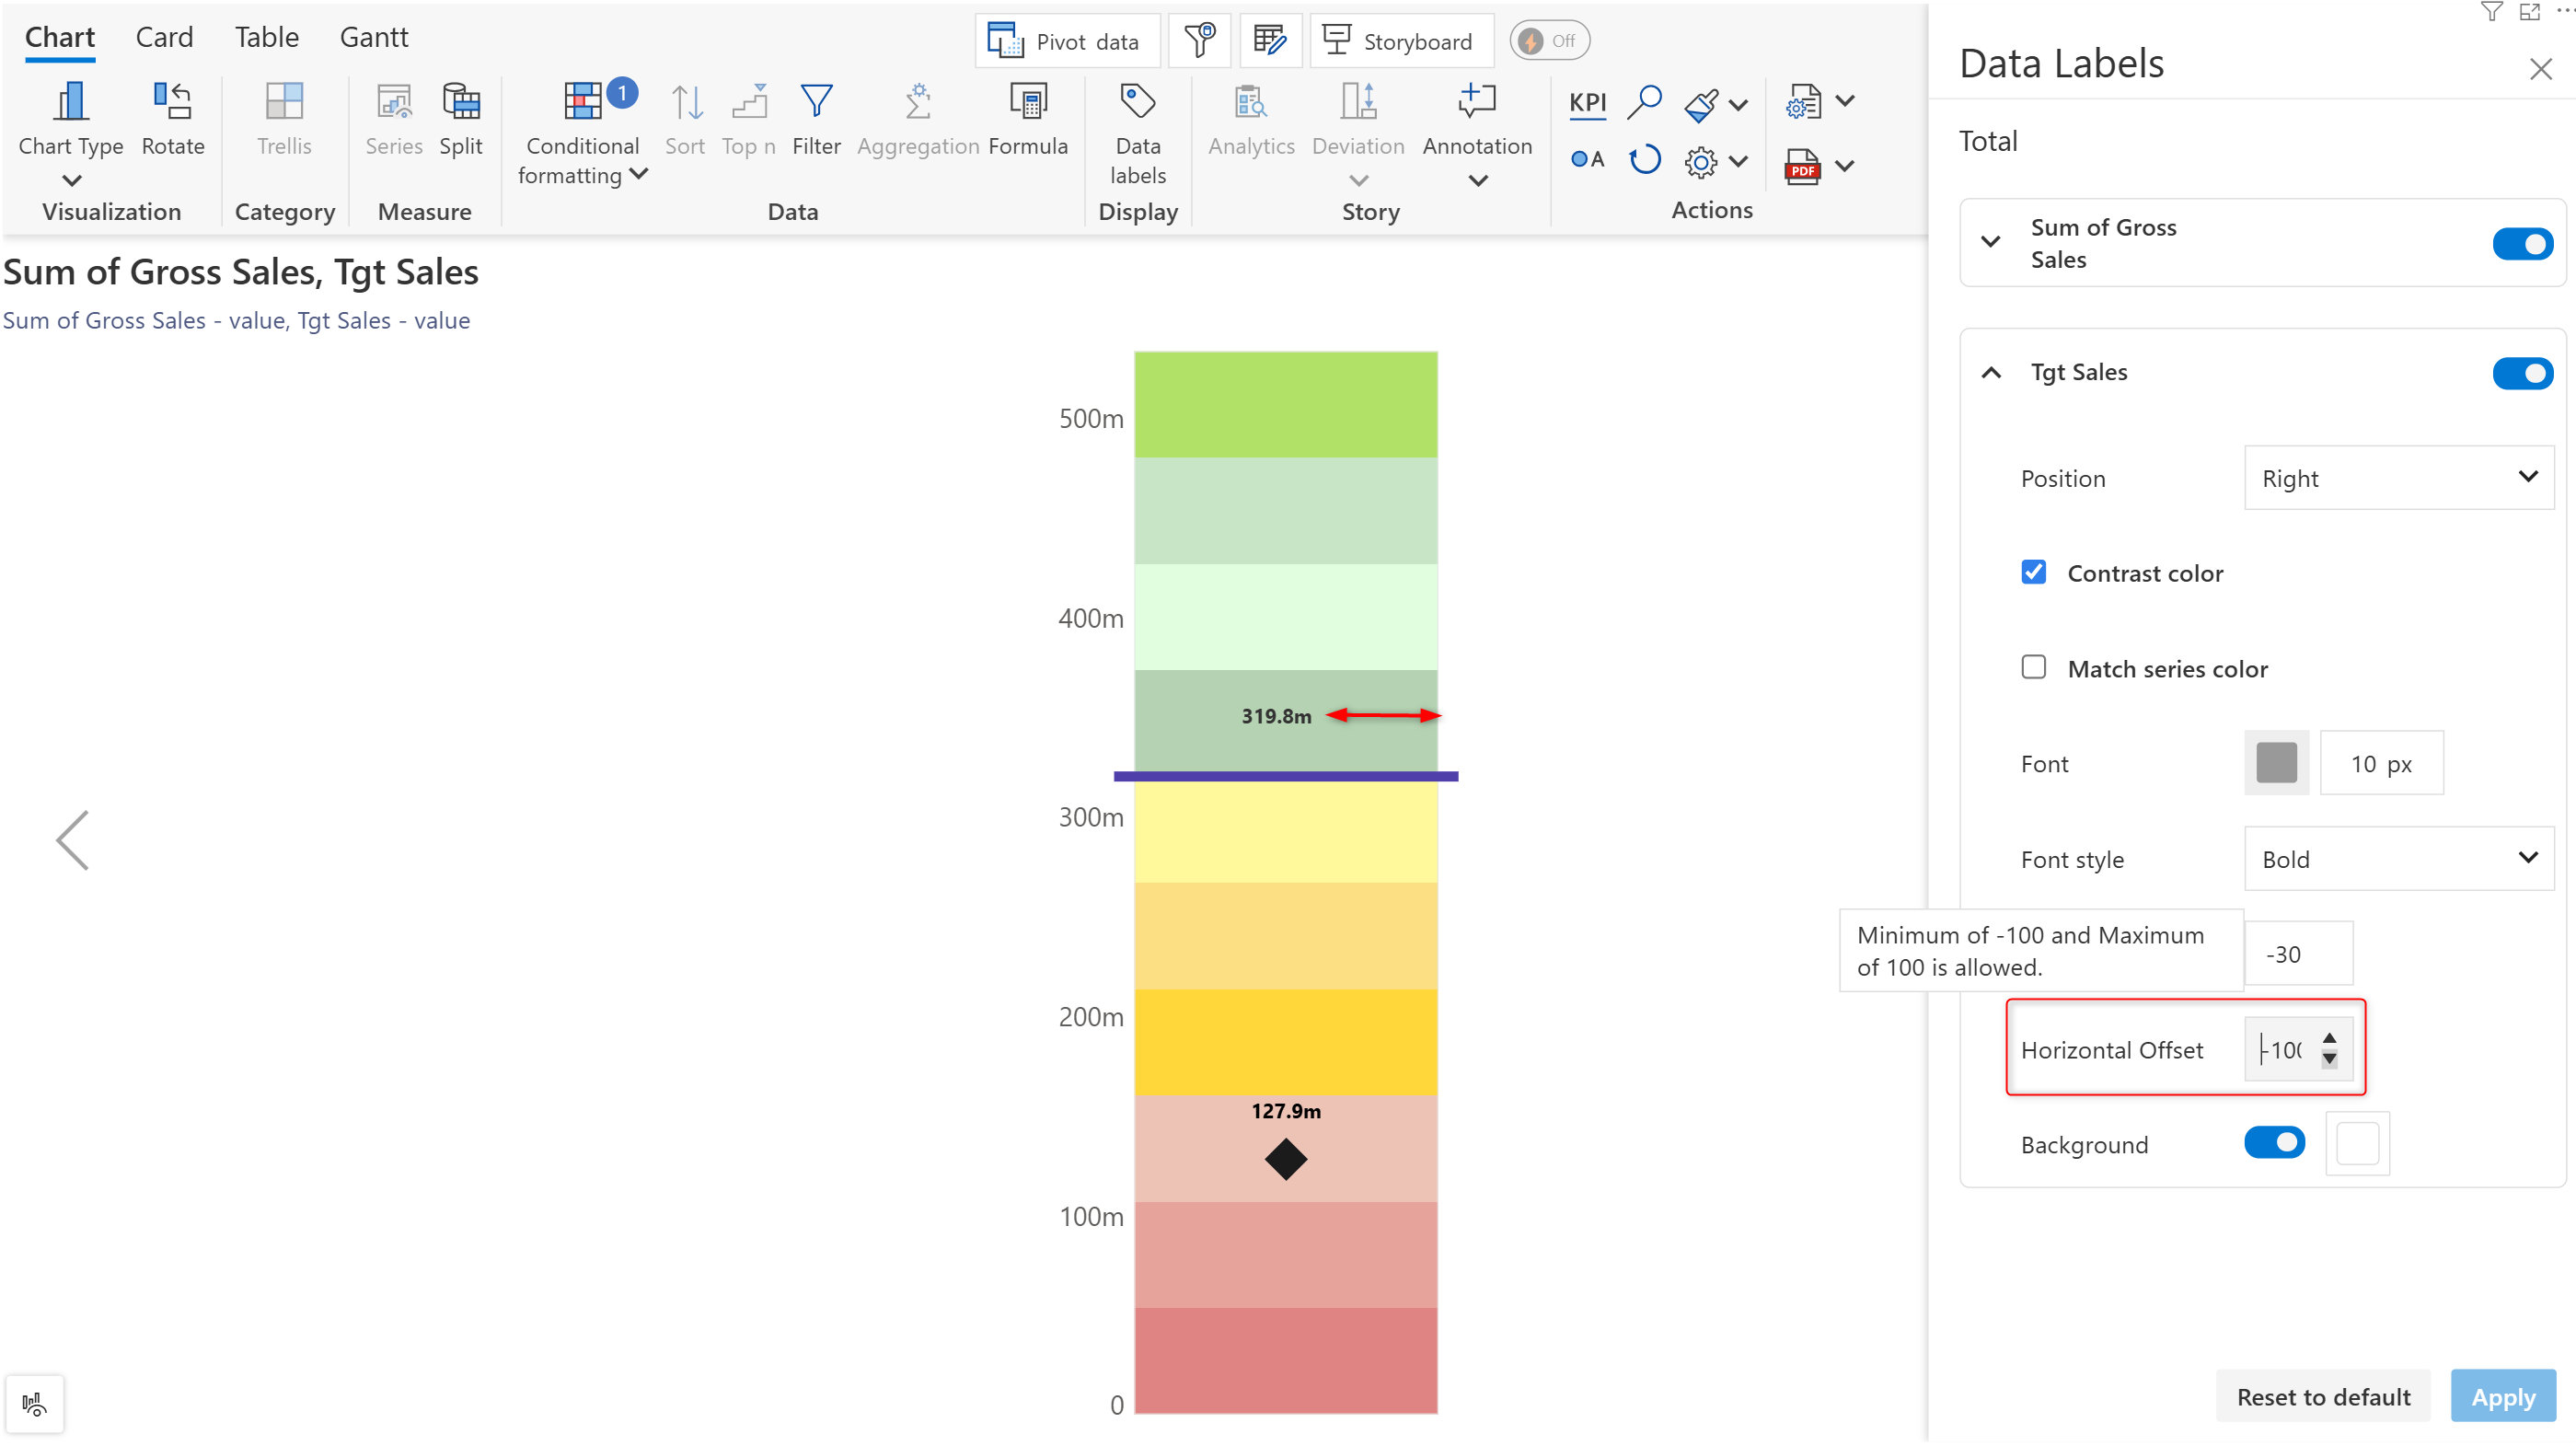 Chart Card Table Gantt
Pivot data
Storyboard
Off
Chart Type
Rotate
Trellis
Series
Split
Conditional
formatting
1
Sort
Top n
Filter
Aggregation
Formula
Data
labels
Analytics
Deviation
Annotation
KPI
A
PDF
Visualization
Category
Measure
Data
Display
Story
Actions
Sum of Gross Sales, Tgt Sales
Sum of Gross Sales - value, Tgt Sales - value
500m
400m
319.8m
300m
200m
127.9m
100m
0
Data Labels
Total
Sum of Gross
Sales
Tgt Sales
Position
Right
Contrast color
Match series color
Font
10 px
Font style
Bold
Minimum of -100 and Maximum
of 100 is allowed.
-30
Horizontal Offset
-100
Background
Reset to default
Apply